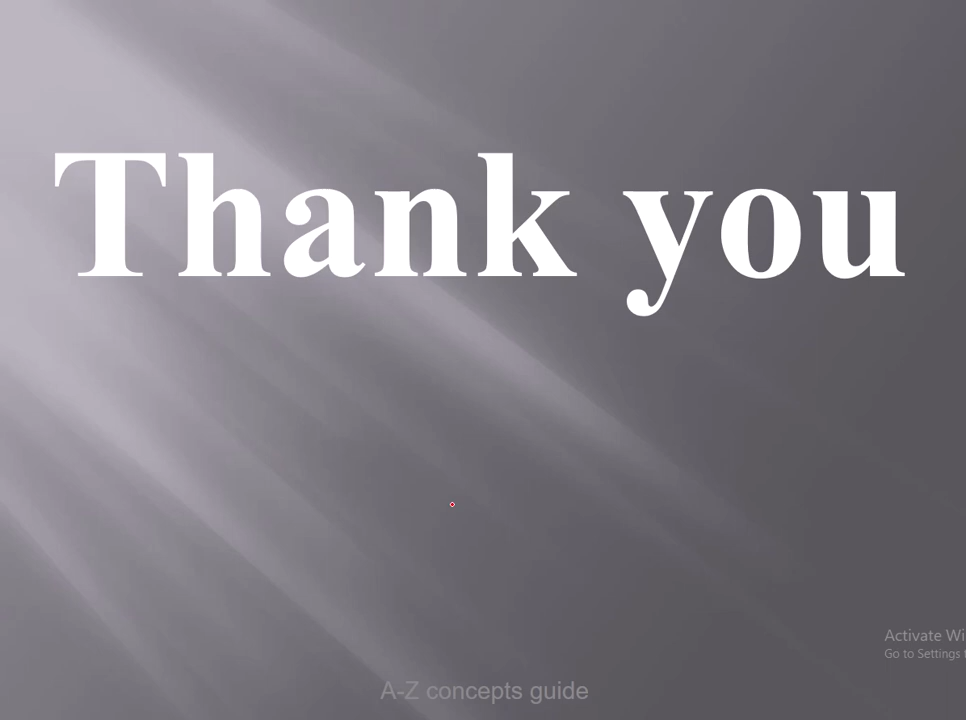 Thank you
Activate Wi
Go to Settings
A-Z concepts guide